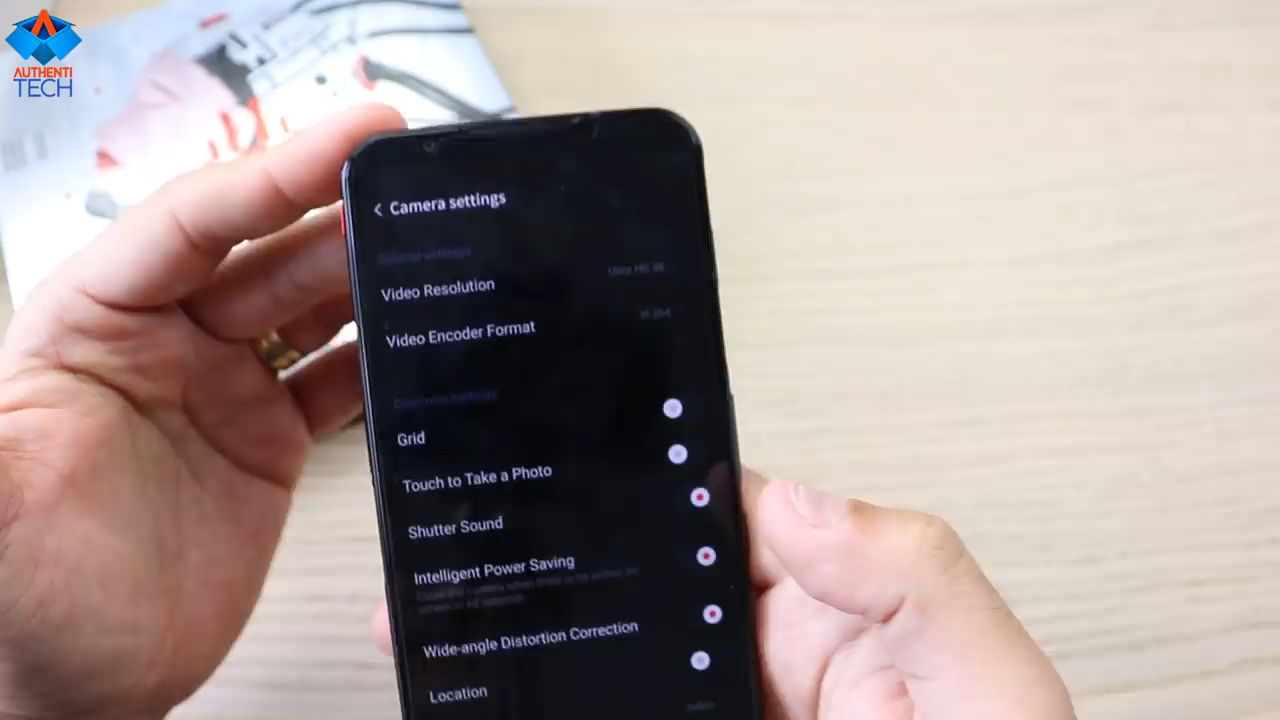 AUTHENTI
TECH
Camera settings
Video Resolution
Video Encoder Format
H.264
Grid
Touch to Take a Photo
Shutter Sound
Intelligent Power Saving
Wide-angle Distortion Correction
Location